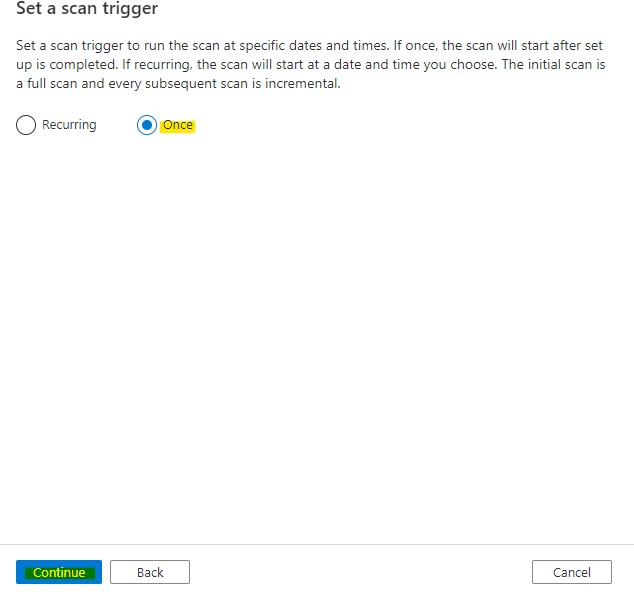 Set a scan trigger
Set a scan trigger to run the scan at specific dates and times. If once, the scan will start after set
up is completed. If recurring, the scan will start at a date and time you choose. The initial scan is
a full scan and every subsequent scan is incremental.
Recurring Once
Continue Back Cancel